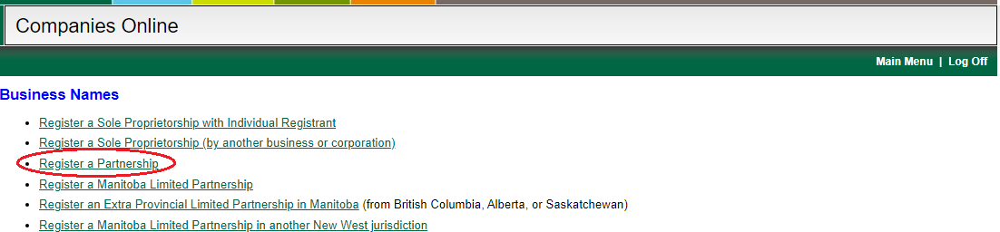 Companies Online
Main Menu | Log Off
Business Names
Register a Sole Proprietorship with Individual Registrant
Register a Sole Proprietorship (by another business or corporation)
Register a Partnership
Register a Manitoba Limited Partnership
Register an Extra Provincial Limited Partnership in Manitoba (from British Columbia, Alberta, or Saskatchewan)
Register a Manitoba Limited Partnership in another New West jurisdiction